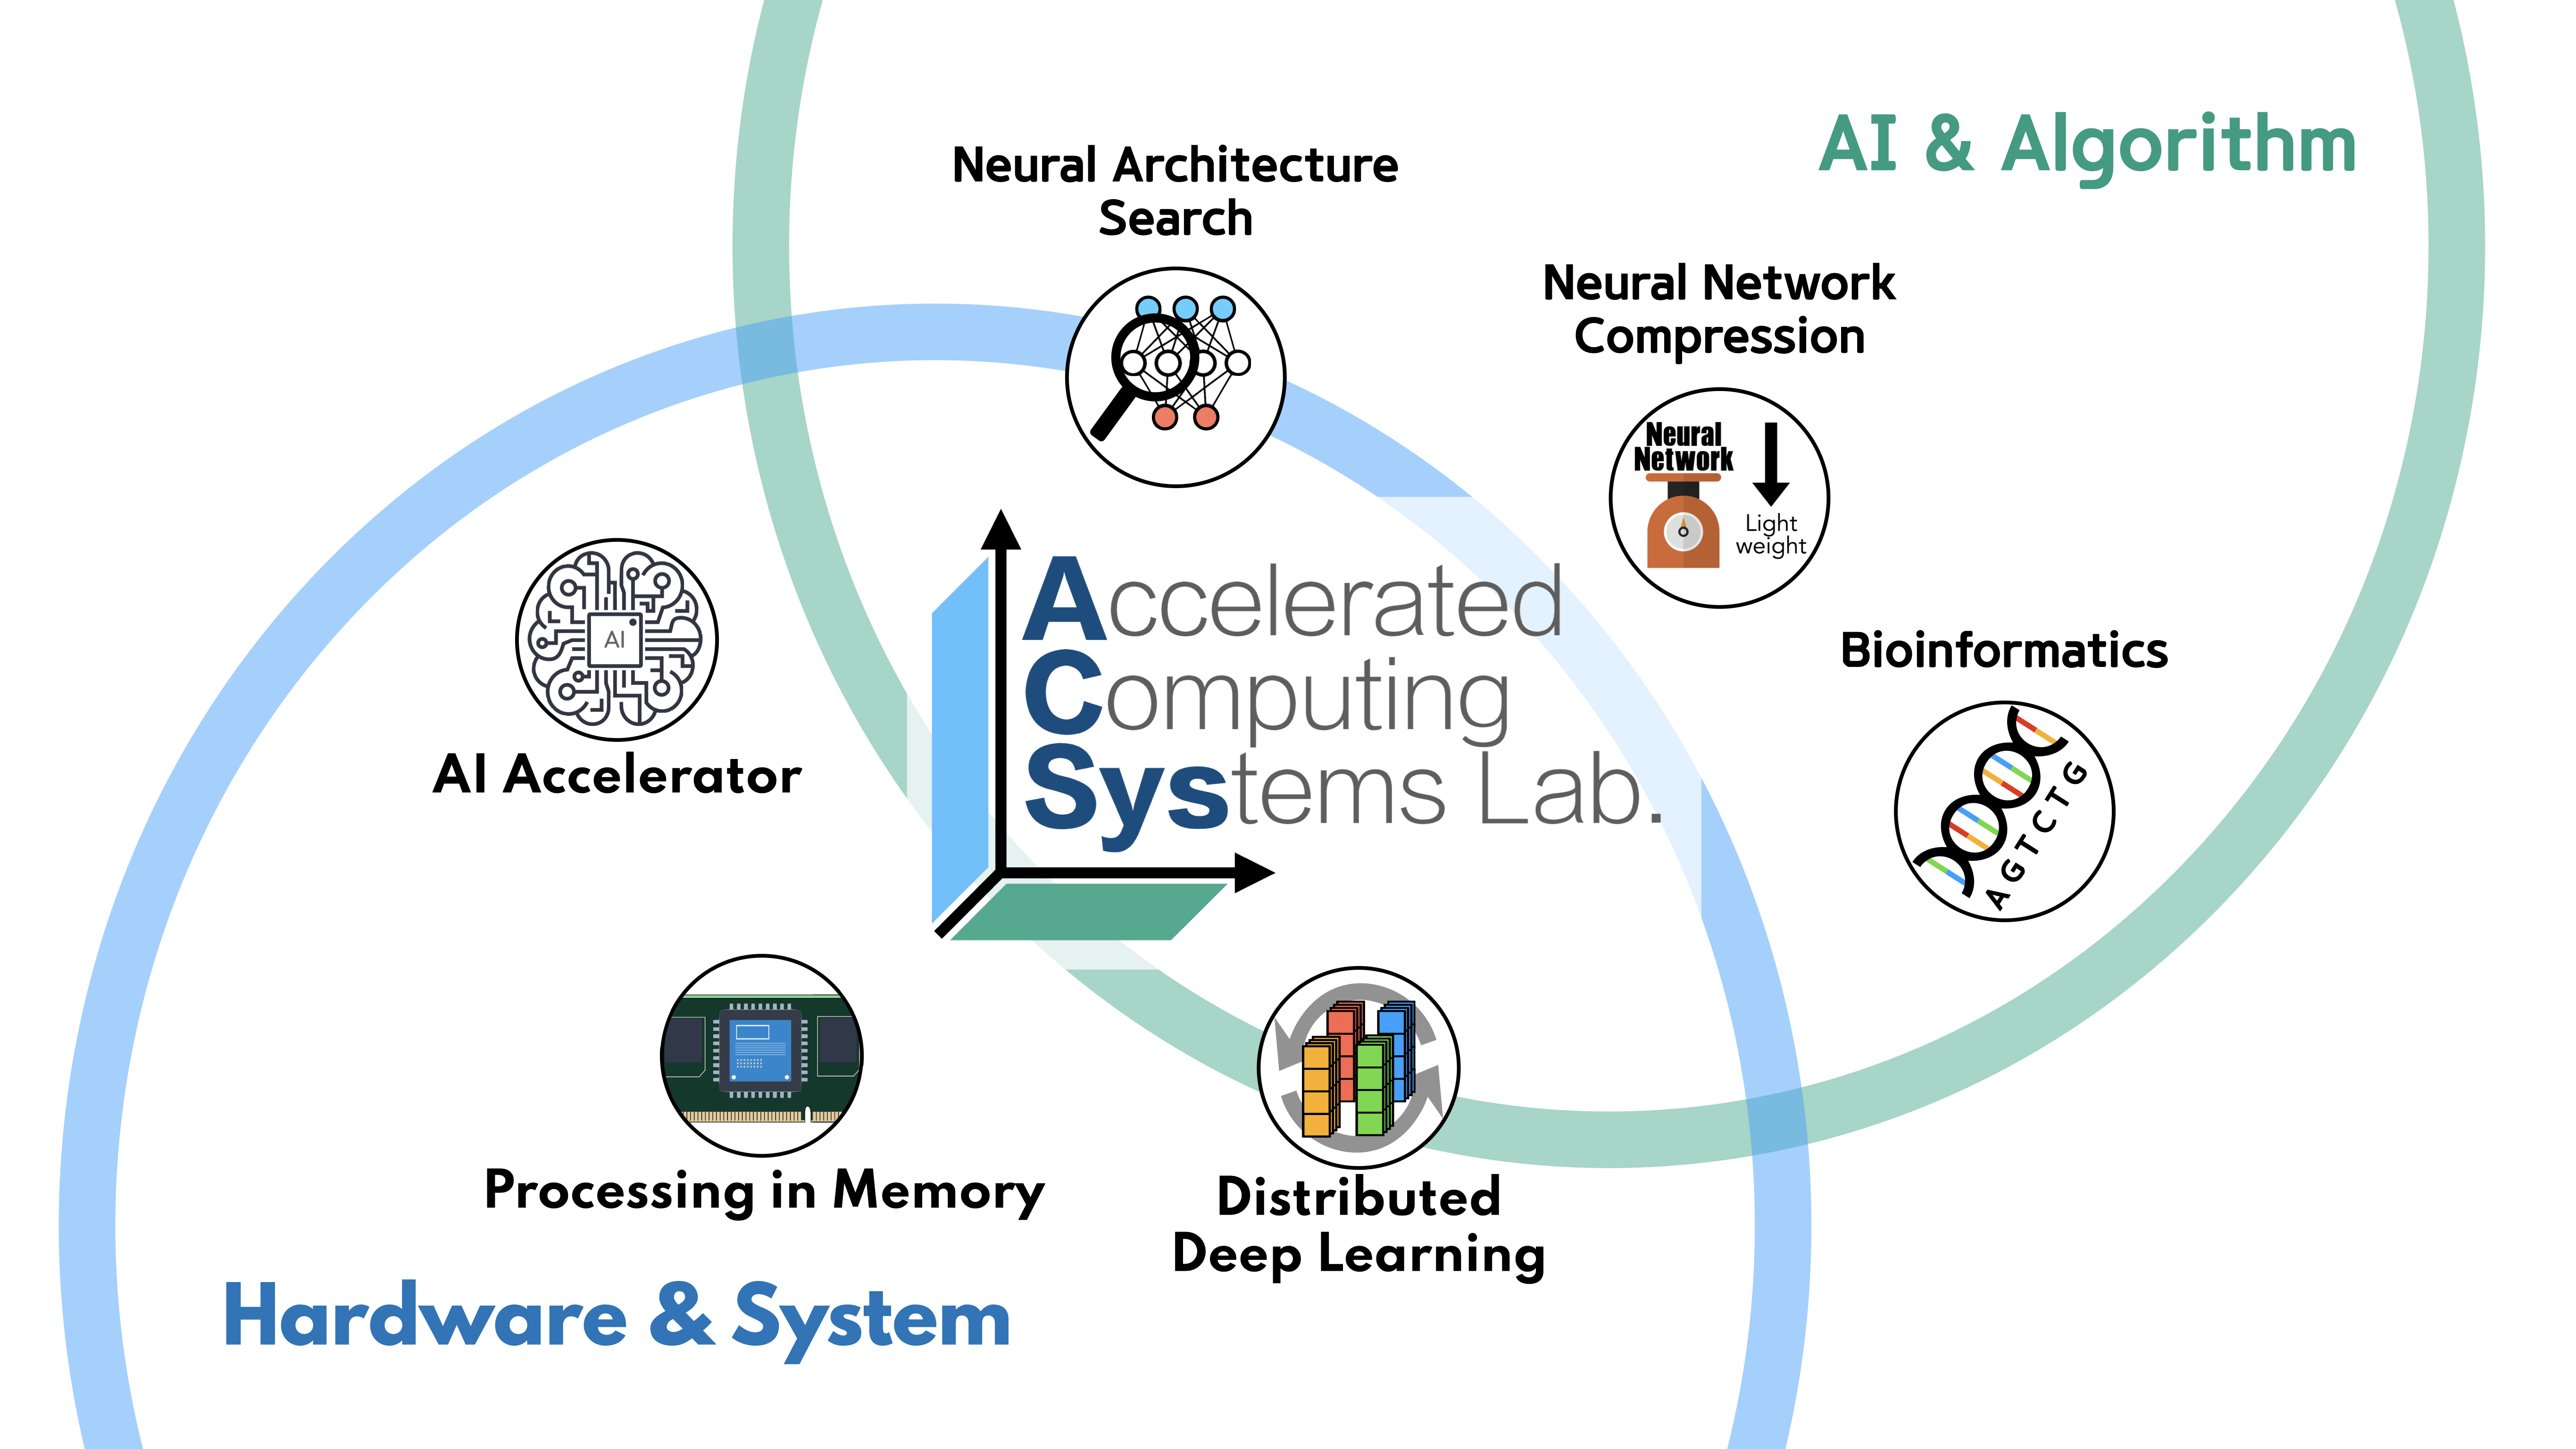 AI & Algorithm
Neural Architecture
Search
Neural Network
Compression
Neural
Network
Light
weight
Accelerated
Computing
Systems Lab.
AI
AI Accelerator
Bioinformatics
AGTCTG
Processing in Memory
Distributed
Deep Learning
Hardware & System